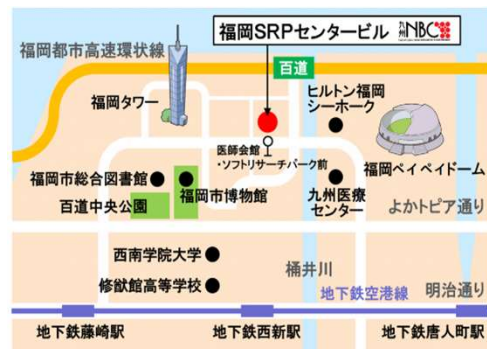 福岡SRPセンタービル 九州NBC
福岡都市高速環状線
百道
福岡タワー
ヒルトン福岡
シーホーク
医師会館
・ソフトリサーチパーク前
福岡ペイペイドーム
福岡市総合図書館
福岡市博物館
九州医療
センター
百道中央公園
よかトピア通り
西南学院大学
樋井川
修猷館高等学校
地下鉄空港線
明治通り
地下鉄藤崎駅
地下鉄西新駅
地下鉄唐人町駅